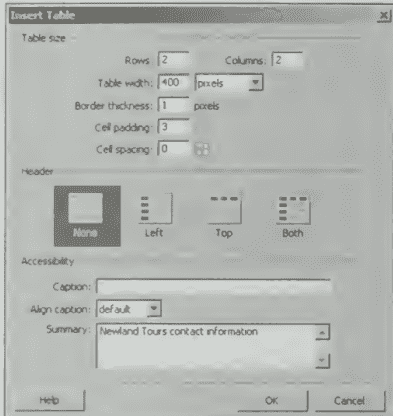 Insert Table
Table size
Rows: 2 Columns: 2
Table width: 400 pixels
Border thickness: 1 pixels
Cell padding: 3
Cell spacing: 0
Header
None Left Top Both
Accessibility
Caption:
Align caption: default
Summary: Newland Tours contact information
Help OK Cancel